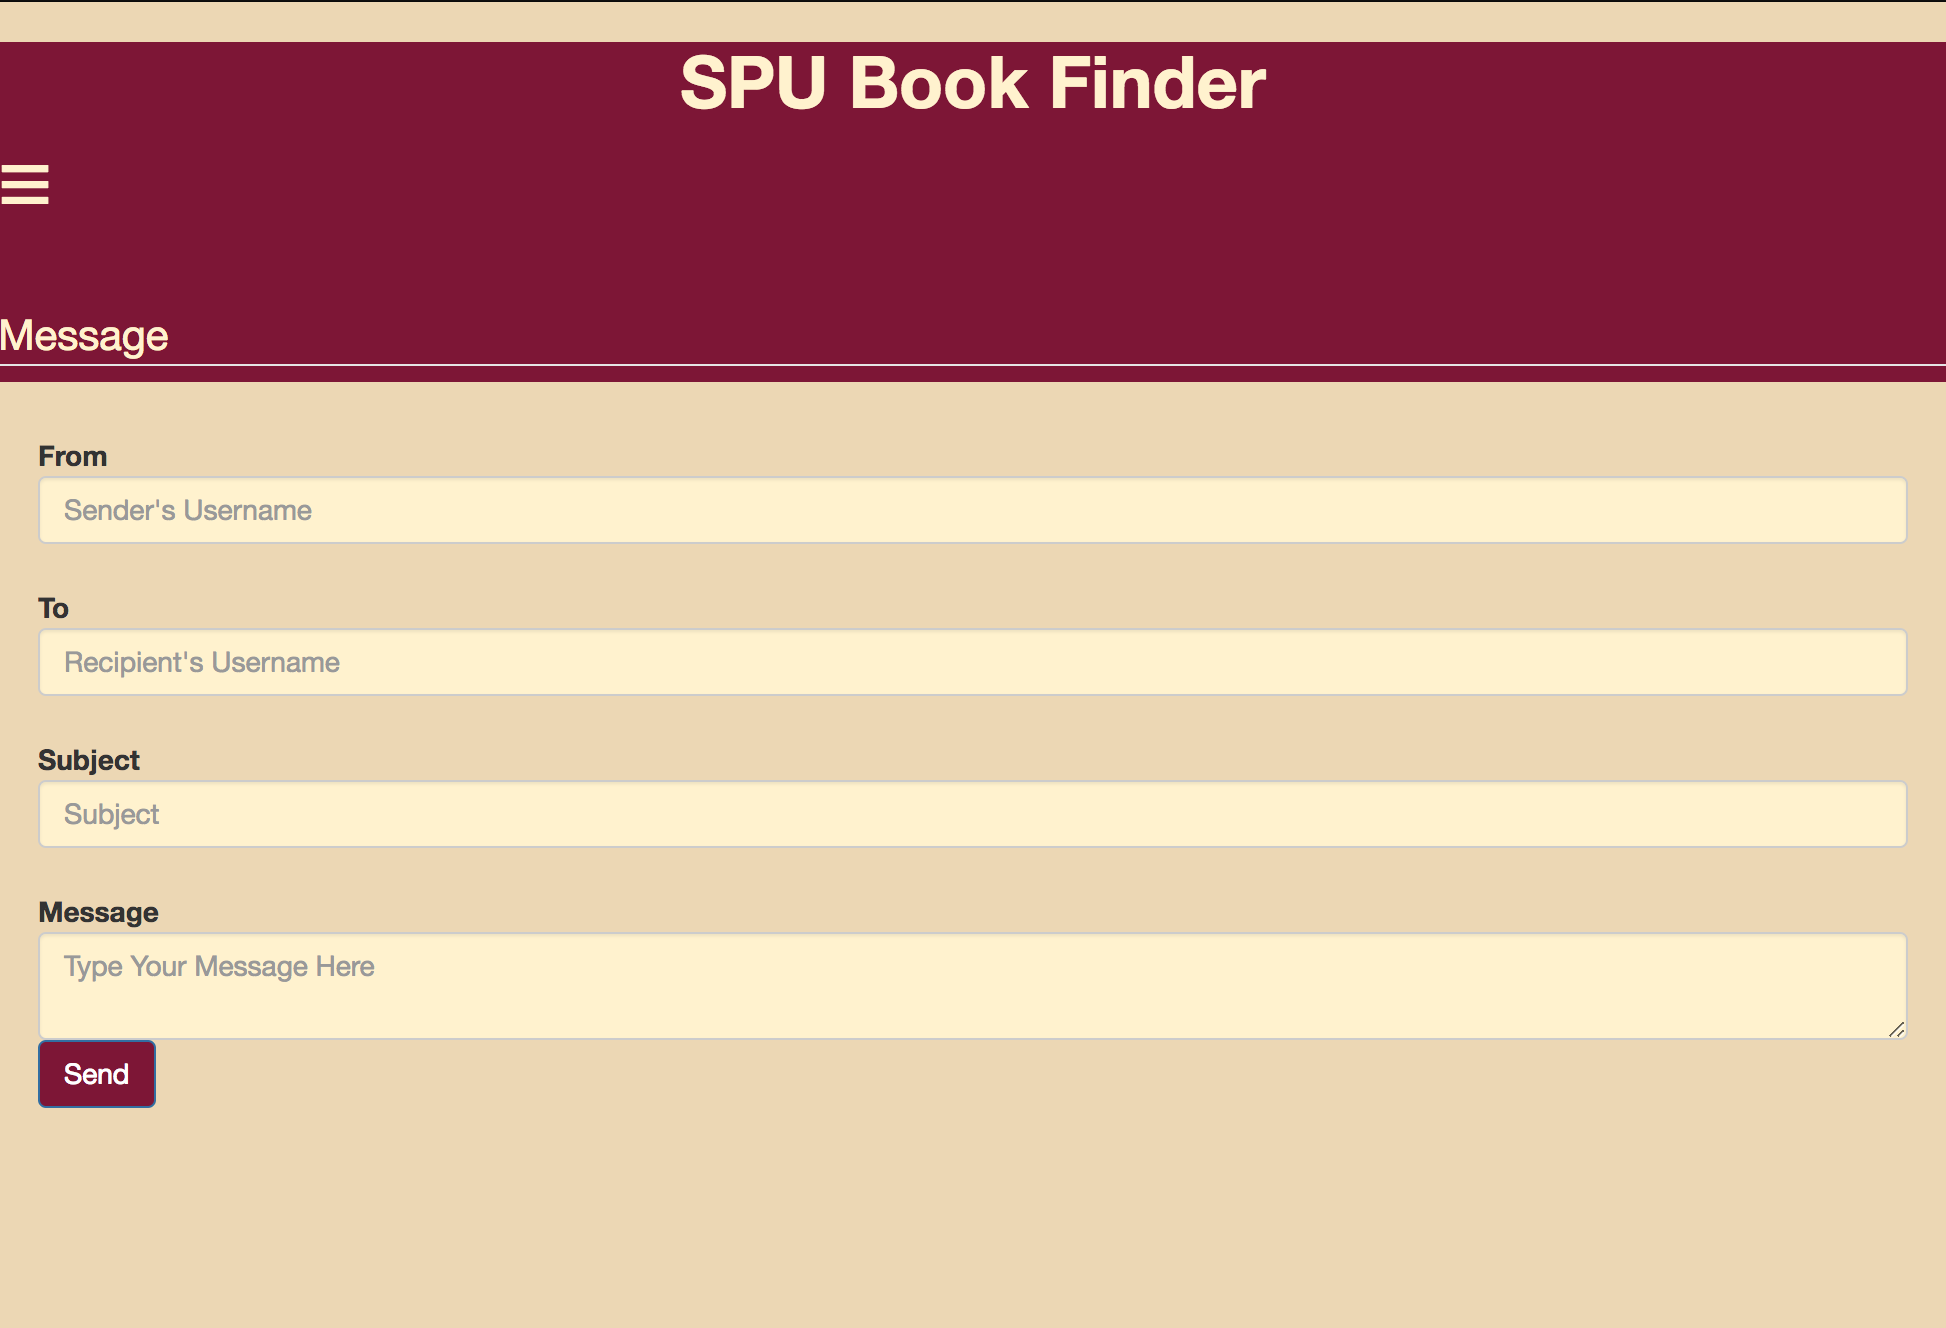 SPU Book Finder
Message
From
Sender's Username
To
Recipient's Username
Subject
Subject
Message
Type Your Message Here
Send